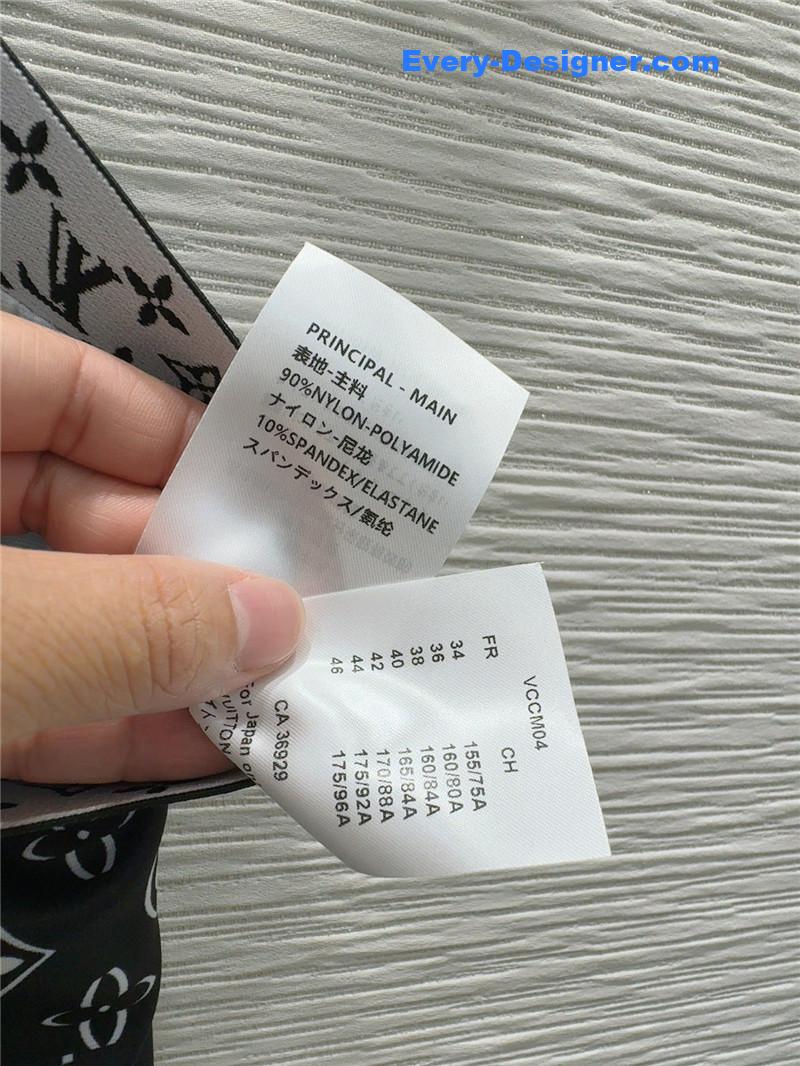 Every-Designer.com
PRINCIPAL - MAIN
表地-主料
90%NYLON-POLYAMIDE
ナイロン-尼龙
10%SPANDEX/ELASTANE
スパンデックス/氨纶
VCCM04
FR CH
34 155/75A
36 160/80A
38 160/84A
40 165/84A
42 170/88A
44 175/92A
46 175/96A
CA 36929
For Japan